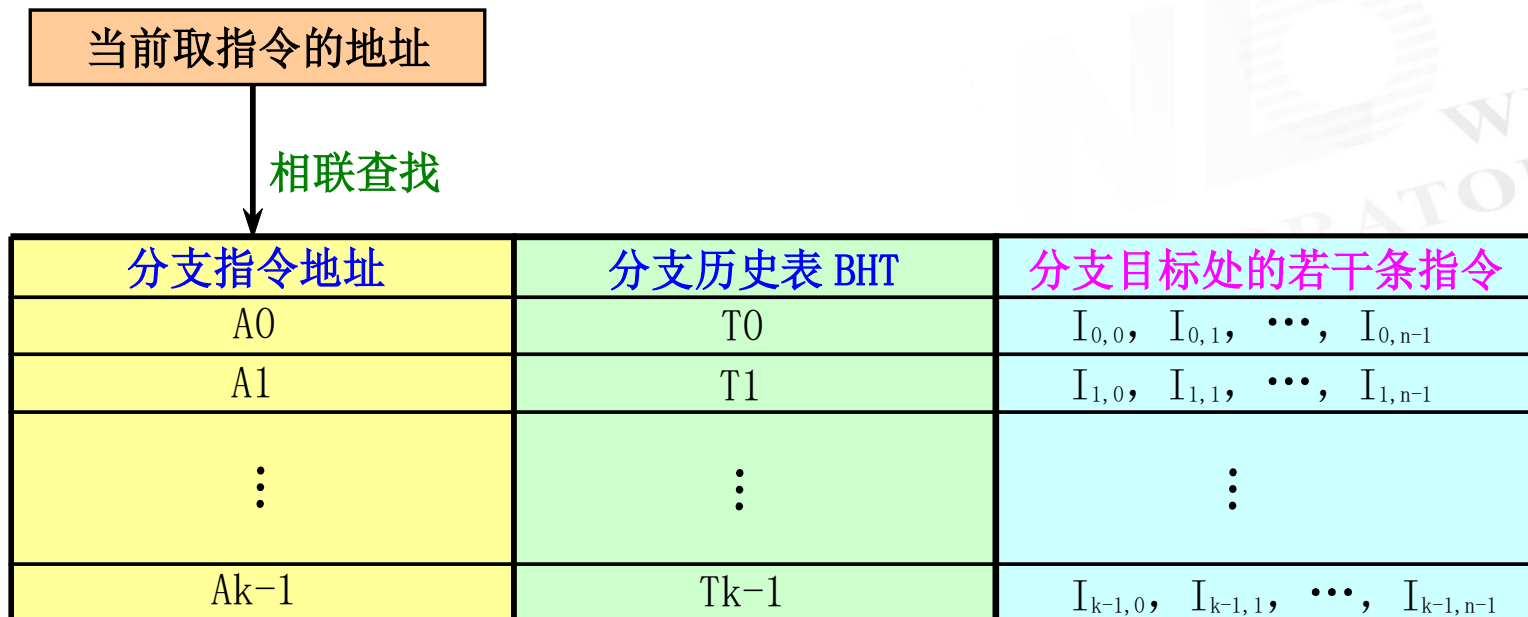 当前取指令的地址
相联查找
分支指令地址 分支历史表 BHT 分支目标处的若干条指令
A0 T0 I0,0, I0,1, …, I0,n-1
A1 T1 I1,0, I1,1, …, I1,n-1
⋮ ⋮ ⋮
Ak-1 Tk-1 Ik-1,0, Ik-1,1, …, Ik-1,n-1